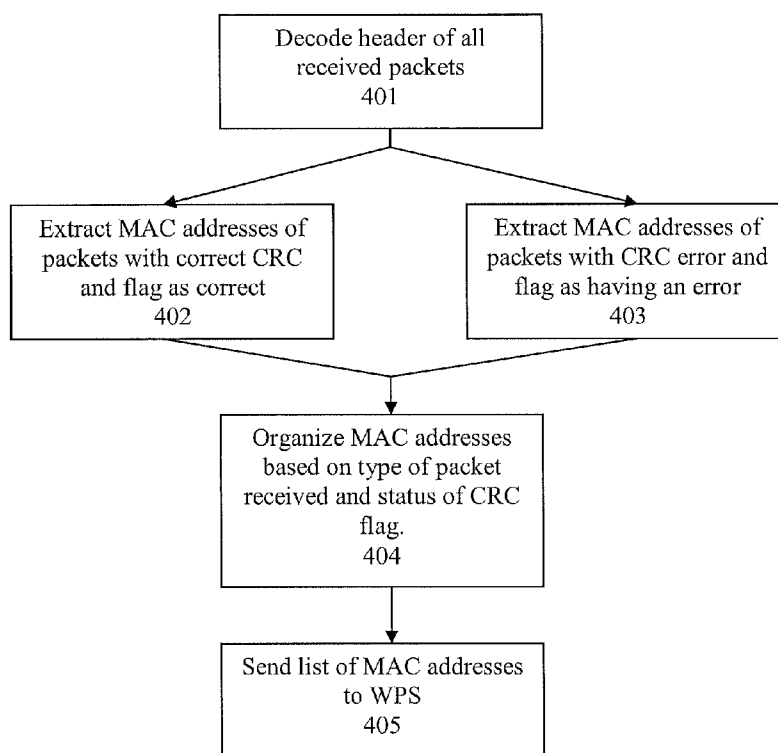 Decode header of all
received packets
401
Extract MAC addresses of
packets with correct CRC
and flag as correct
402
Extract MAC addresses of
packets with CRC error and
flag as having an error
403
Organize MAC addresses
based on type of packet
received and status of CRC
flag.
404
Send list of MAC addresses
to WPS
405